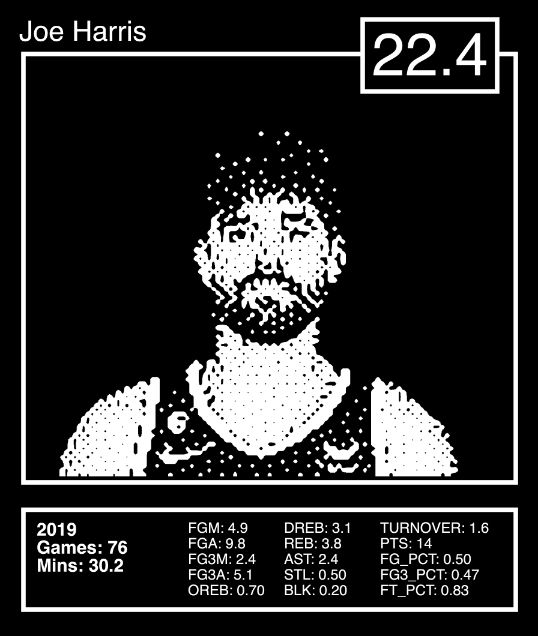 Joe Harris
22.4
2019
Games: 76
Mins: 30.2
FGM: 4.9
FGA: 9.8
FG3M: 2.4
FG3A: 5.1
OREB: 0.70
DREB: 3.1
REB: 3.8
AST: 2.4
STL: 0.50
BLK: 0.20
TURNOVER: 1.6
PTS: 14
FG_PCT: 0.50
FG3_PCT: 0.47
FT_PCT: 0.83